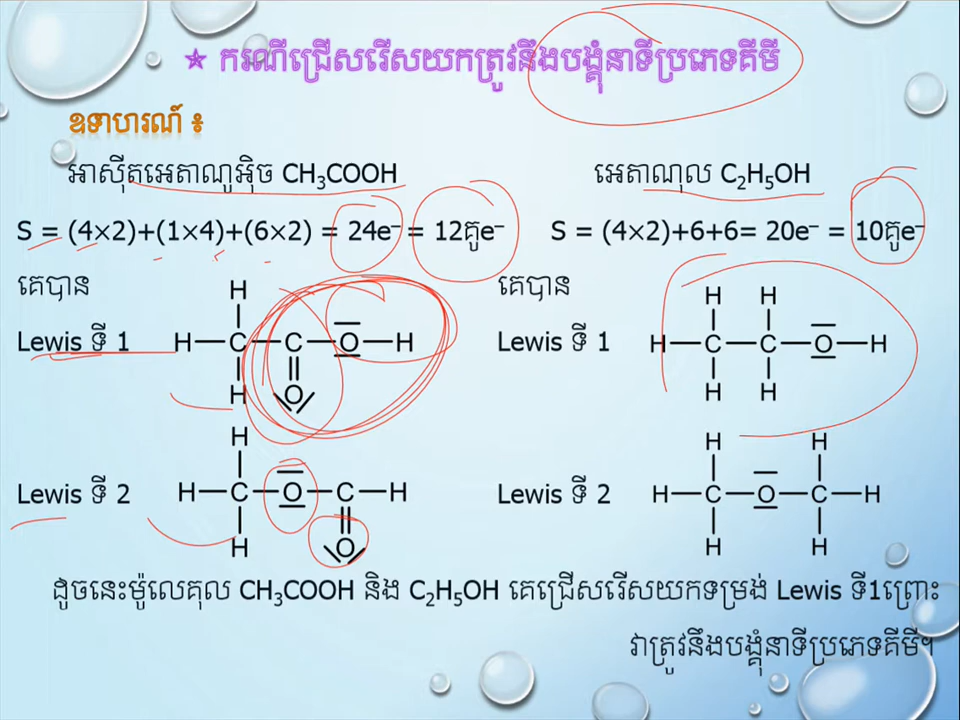 ★ ករណីជ្រើសរើសយកត្រូវនឹងបង្គុំនាទីប្រភេទគីមី
ឧទាហរណ៍ ៖
អាស៊ីតអេតាណូអ៊ិច CH₃COOH
S = (4×2)+(1×4)+(6×2) = 24e⁻ = 12គូe⁻
គេបាន
Lewis ទី 1
H
H C C O H
H O
Lewis ទី 2
H
H C O C H
H O
អេតាណុល C₂H₅OH
S = (4×2)+6+6= 20e⁻ = 10គូe⁻
គេបាន
Lewis ទី 1
H H
H C C O H
H H
Lewis ទី 2
H H
H C O C H
H H
ដូចនេះម៉ូលេគុល CH₃COOH និង C₂H₅OH គេជ្រើសរើសយកទម្រង់ Lewis ទី1ព្រោះ
វាត្រូវនឹងបង្គុំនាទីប្រភេទគីមី។